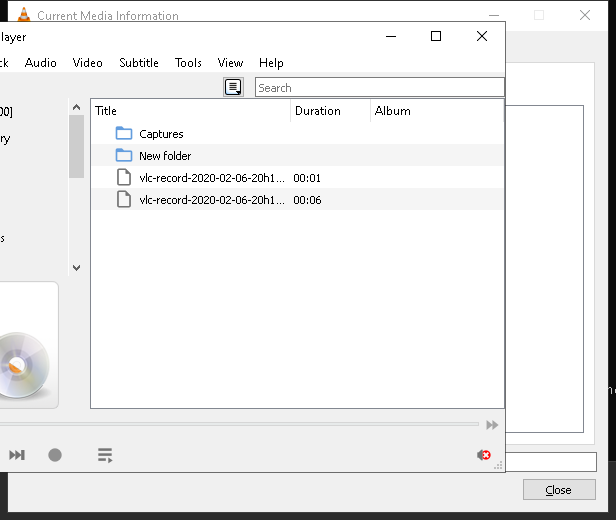 Current Media Information
layer
ck Audio Video Subtitle Tools View Help
Search
Title Duration Album
00]
Captures
ry
New folder
vlc-record-2020-02-06-20h1... 00:01
vlc-record-2020-02-06-20h1... 00:06
s
Close